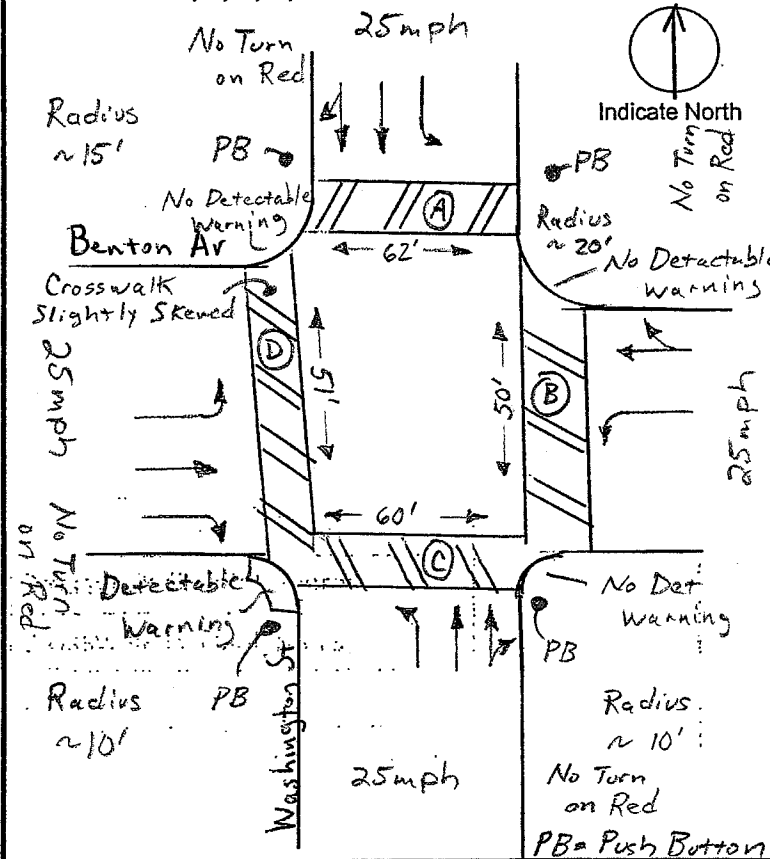 25mph
No Turn
on Red
Indicate North
Radius
~15'
PB
PB
No Turn
on Red
No Detectable
Warning
A
Radius
~20'
No Detactable
Warning
Benton Av
62'
Crosswalk
Slightly Skewed
D
51'
50'
B
25mph
No Turn
on Red
25mph
60'
C
Detectable
Warning
No Det
Warning
PB
PB
Radius
~10'
Washington St
25mph
Radius
~10'
No Turn
on Red
PB= Push Button